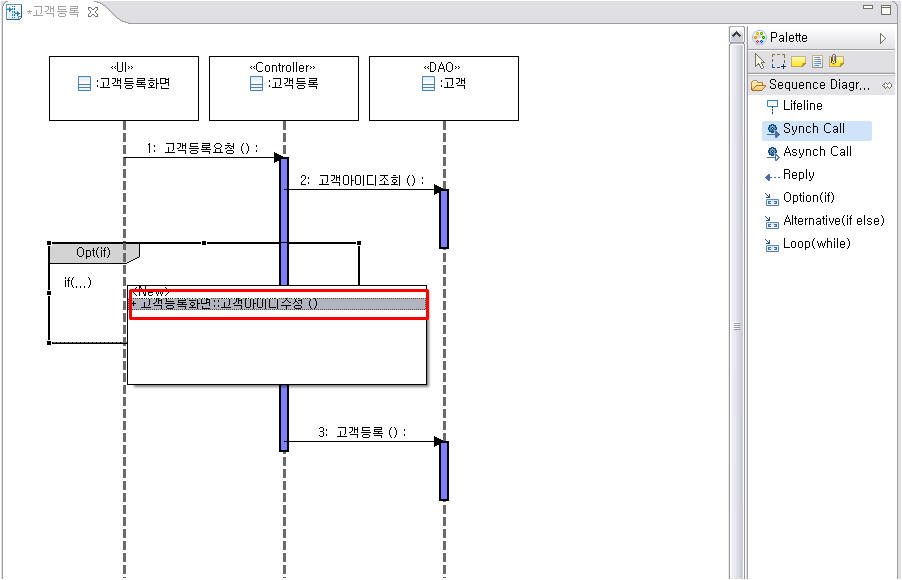 *고객등록
«UI»
:고객등록화면
«Controller»
:고객등록
«DAO»
:고객
1: 고객등록요청 () :
2: 고객아이디조회 () :
Opt(if)
if(...)
<New>
+ 고객등록화면::고객아이디수정 ()
3: 고객등록 () :
Palette
Sequence Diagr...
Lifeline
Synch Call
Asynch Call
Reply
Option(if)
Alternative(if else)
Loop(while)